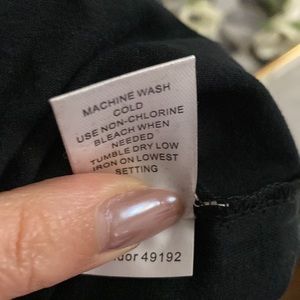 MACHINE WASH
COLD
USE NON-CHLORINE
BLEACH WHEN
NEEDED
TUMBLE DRY LOW
IRON ON LOWEST
SETTING
49192